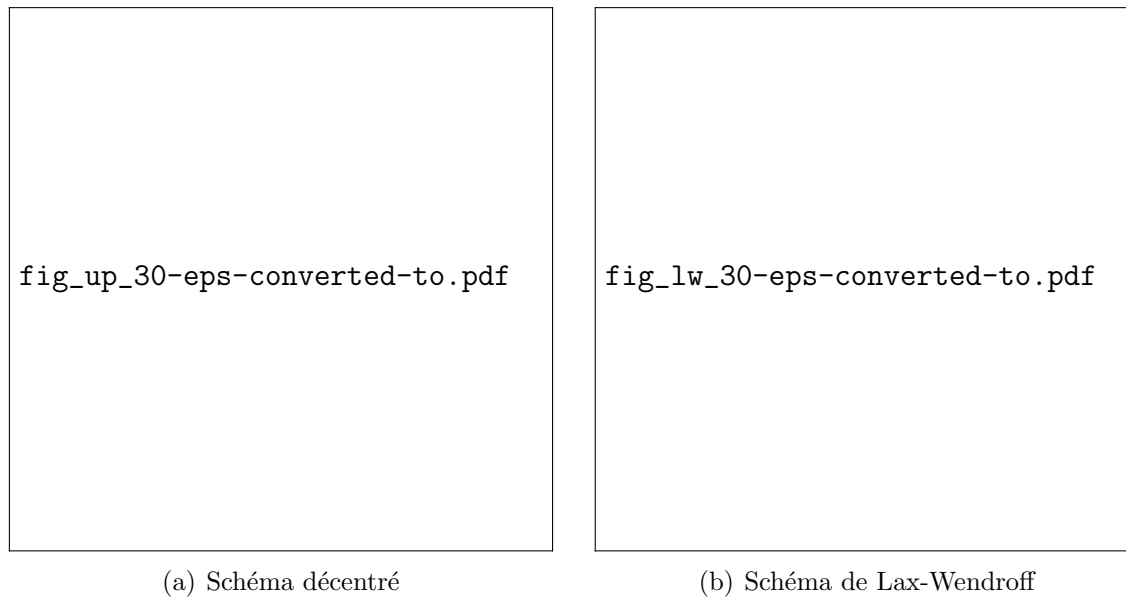 fig_up_30-eps-converted-to.pdf
fig_lw_30-eps-converted-to.pdf
(a) Schéma décentré
(b) Schéma de Lax-Wendroff